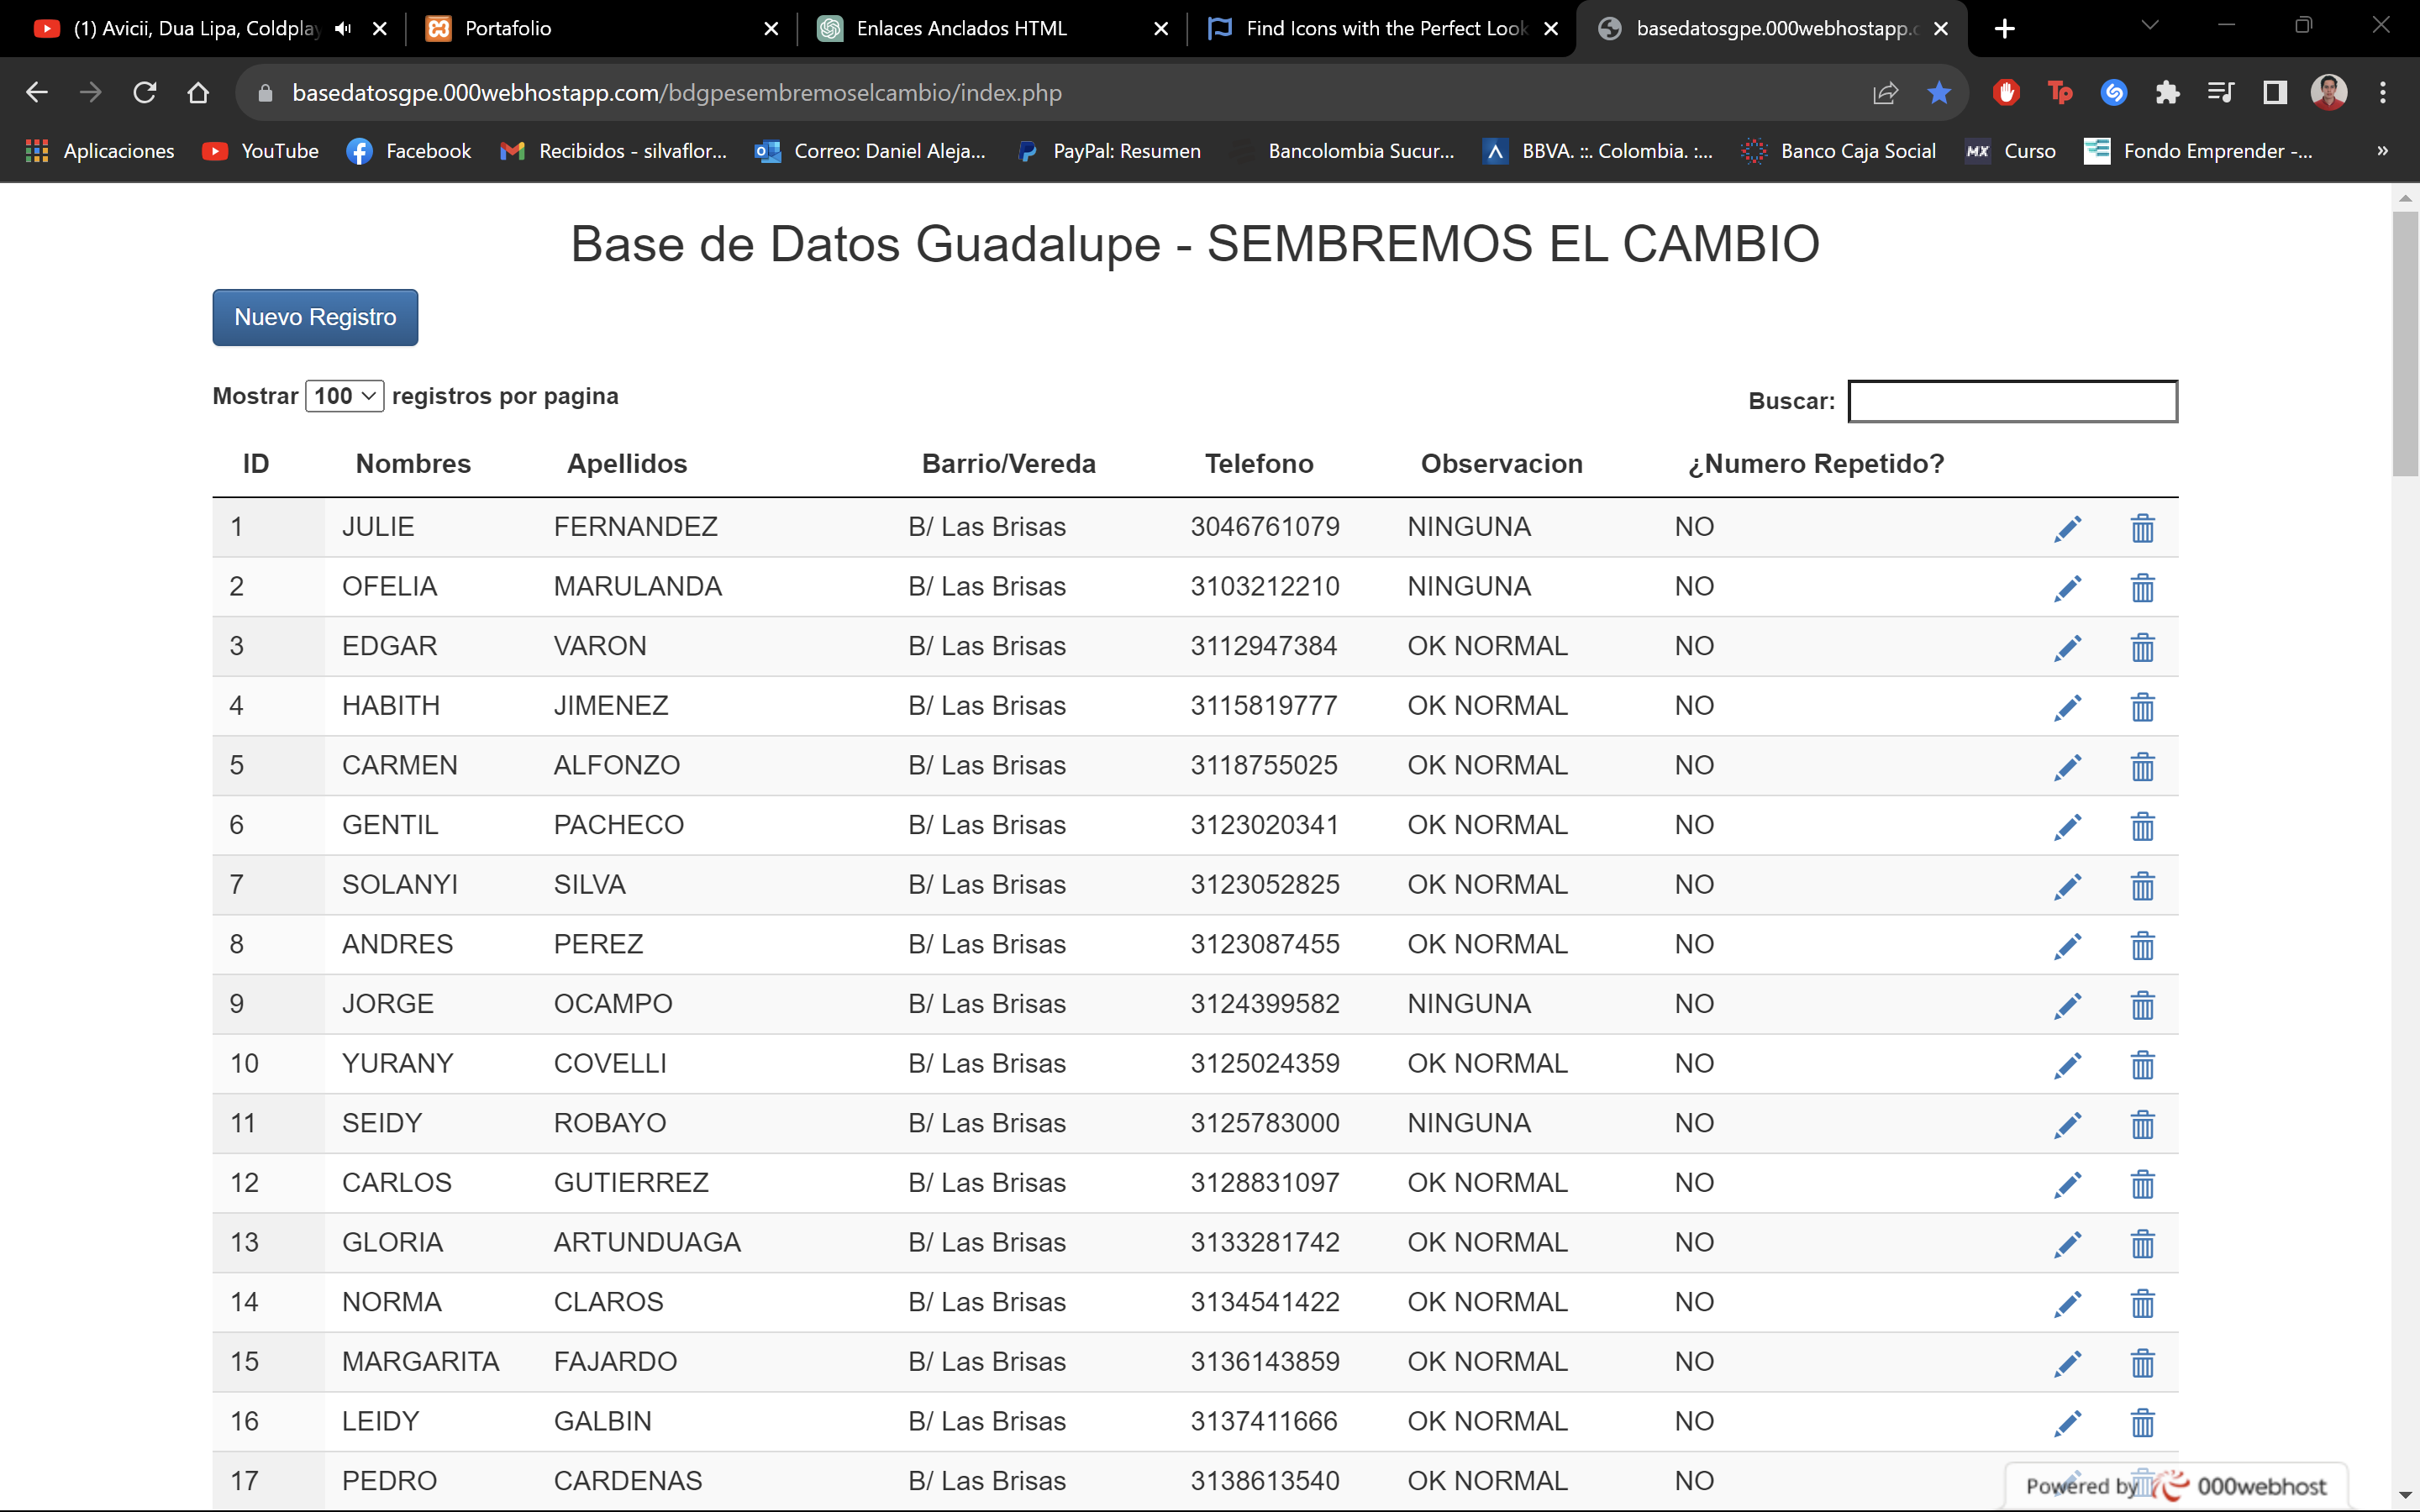 (1) Avicii, Dua Lipa, Coldplay
Portafolio
Enlaces Anclados HTML
Find Icons with the Perfect Look
basedatosgpe.000webhostapp.c
basedatosgpe.000webhostapp.com/bdgpesembremoselcambio/index.php
Aplicaciones YouTube Facebook Recibidos - silvaflor... Correo: Daniel Aleja... PayPal: Resumen Bancolombia Sucur... BBVA. ::. Colombia. :... Banco Caja Social Curso Fondo Emprender -... »
Base de Datos Guadalupe - SEMBREMOS EL CAMBIO
Nuevo Registro
Mostrar 100 registros por pagina Buscar:
ID Nombres Apellidos Barrio/Vereda Telefono Observacion ¿Numero Repetido?
1 JULIE FERNANDEZ B/ Las Brisas 3046761079 NINGUNA NO
2 OFELIA MARULANDA B/ Las Brisas 3103212210 NINGUNA NO
3 EDGAR VARON B/ Las Brisas 3112947384 OK NORMAL NO
4 HABITH JIMENEZ B/ Las Brisas 3115819777 OK NORMAL NO
5 CARMEN ALFONZO B/ Las Brisas 3118755025 OK NORMAL NO
6 GENTIL PACHECO B/ Las Brisas 3123020341 OK NORMAL NO
7 SOLANYI SILVA B/ Las Brisas 3123052825 OK NORMAL NO
8 ANDRES PEREZ B/ Las Brisas 3123087455 OK NORMAL NO
9 JORGE OCAMPO B/ Las Brisas 3124399582 NINGUNA NO
10 YURANY COVELLI B/ Las Brisas 3125024359 OK NORMAL NO
11 SEIDY ROBAYO B/ Las Brisas 3125783000 NINGUNA NO
12 CARLOS GUTIERREZ B/ Las Brisas 3128831097 OK NORMAL NO
13 GLORIA ARTUNDUAGA B/ Las Brisas 3133281742 OK NORMAL NO
14 NORMA CLAROS B/ Las Brisas 3134541422 OK NORMAL NO
15 MARGARITA FAJARDO B/ Las Brisas 3136143859 OK NORMAL NO
16 LEIDY GALBIN B/ Las Brisas 3137411666 OK NORMAL NO
17 PEDRO CARDENAS B/ Las Brisas 3138613540 OK NORMAL NO
Powered by 000webhost